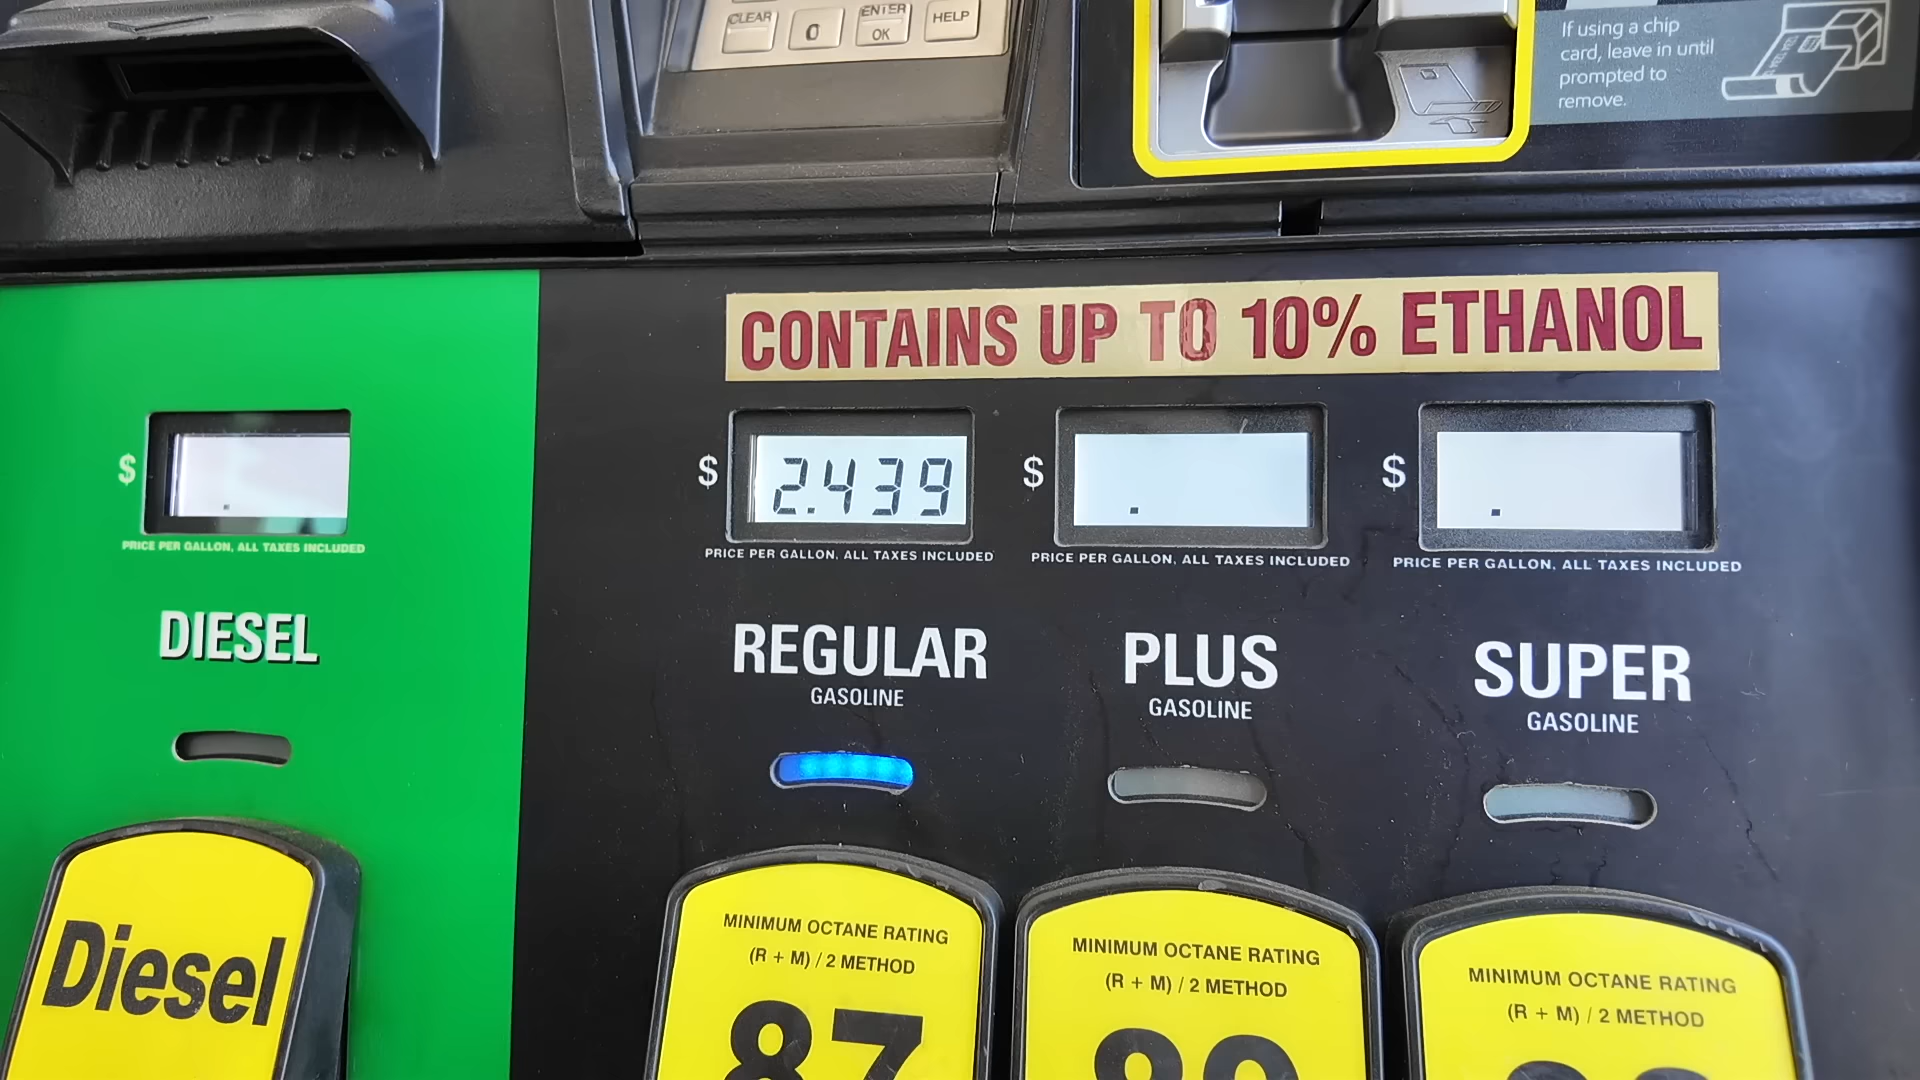 CLEAR
0
ENTER
OK
HELP
If using a chip
card, leave in until
prompted to
remove.
CONTAINS UP TO 10% ETHANOL
$
$ 2.439
$ .
$ .
PRICE PER GALLON, ALL TAXES INCLUDED
PRICE PER GALLON, ALL TAXES INCLUDED
PRICE PER GALLON, ALL TAXES INCLUDED
PRICE PER GALLON, ALL TAXES INCLUDED
DIESEL
REGULAR
GASOLINE
PLUS
GASOLINE
SUPER
GASOLINE
Diesel
MINIMUM OCTANE RATING
(R + M) / 2 METHOD
87
MINIMUM OCTANE RATING
(R + M) / 2 METHOD
MINIMUM OCTANE RATING
(R + M) / 2 METHOD